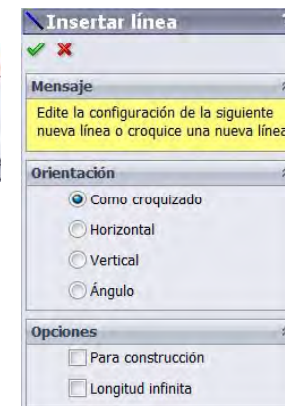 Insertar línea
Mensaje
Edite la configuración de la siguiente
nueva línea o croquice una nueva línea
Orientación
Como croquizado
Horizontal
Vertical
Ángulo
Opciones
Para construcción
Longitud infinita